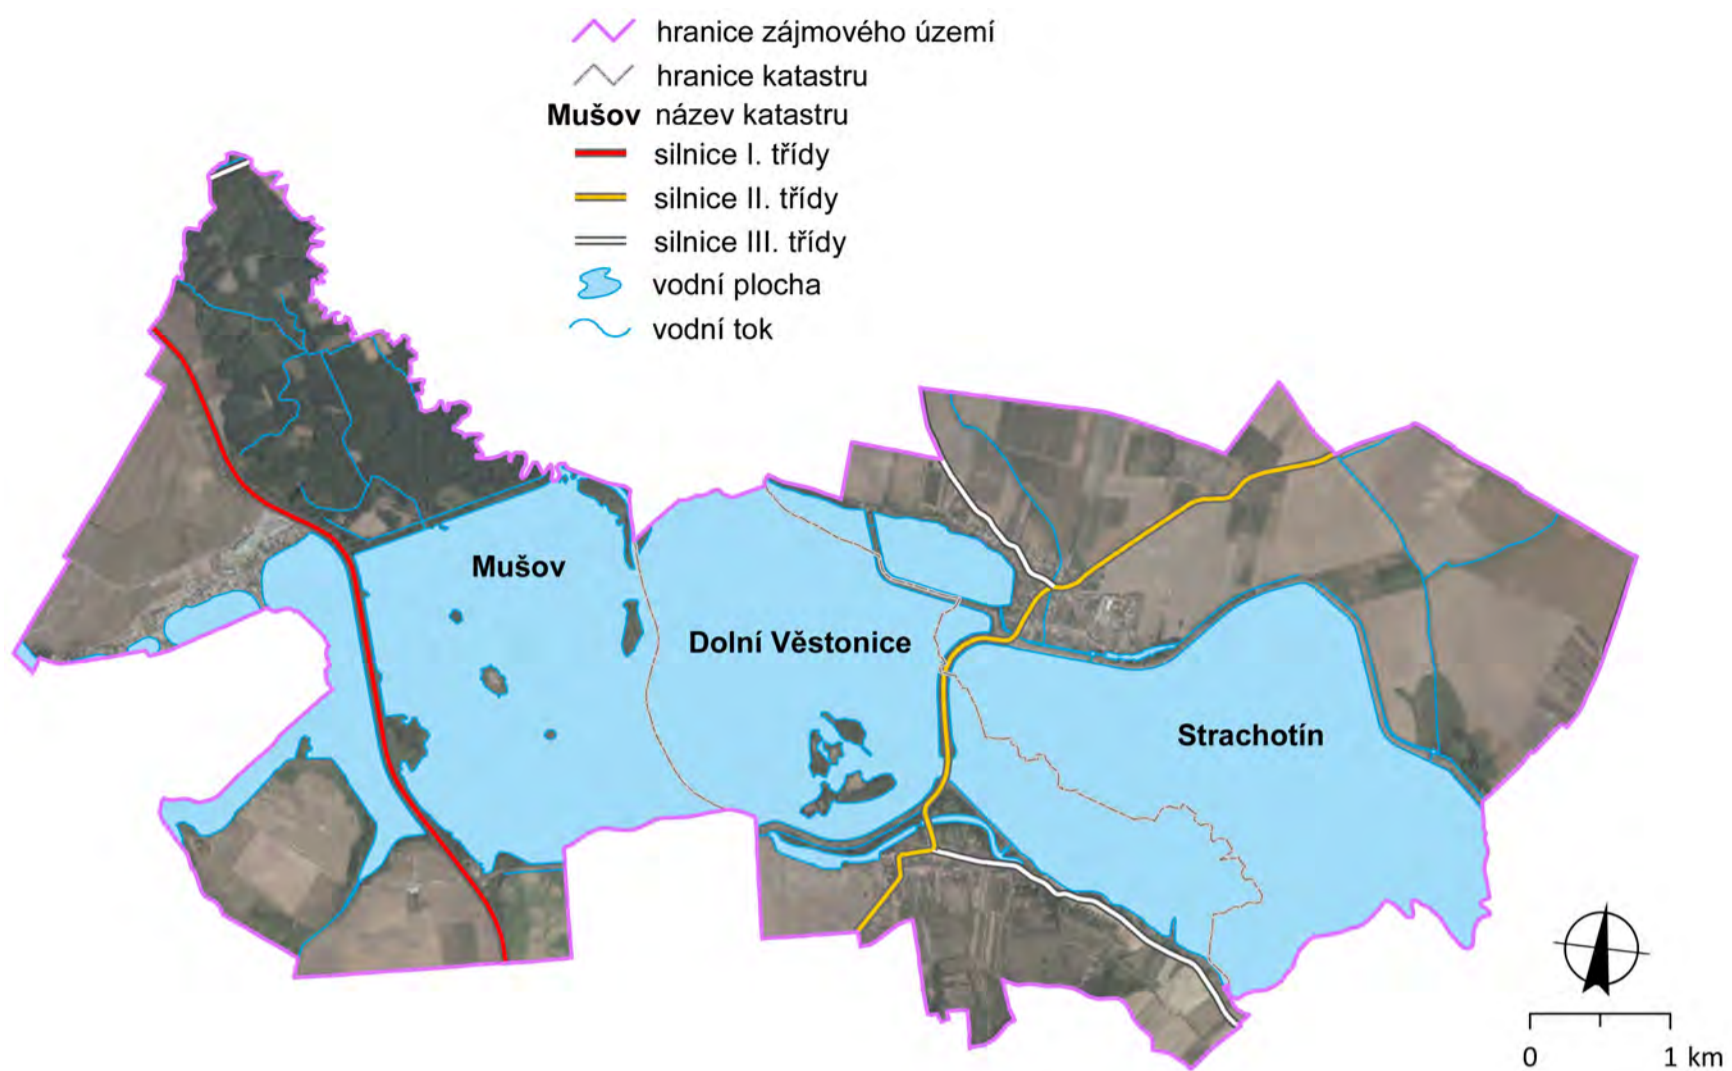 hranice zájmového území
hranice katastru
Mušov název katastru
silnice I. třídy
silnice II. třídy
silnice III. třídy
vodní plocha
vodní tok
Mušov
Dolní Věstonice
Strachotín
0 1 km